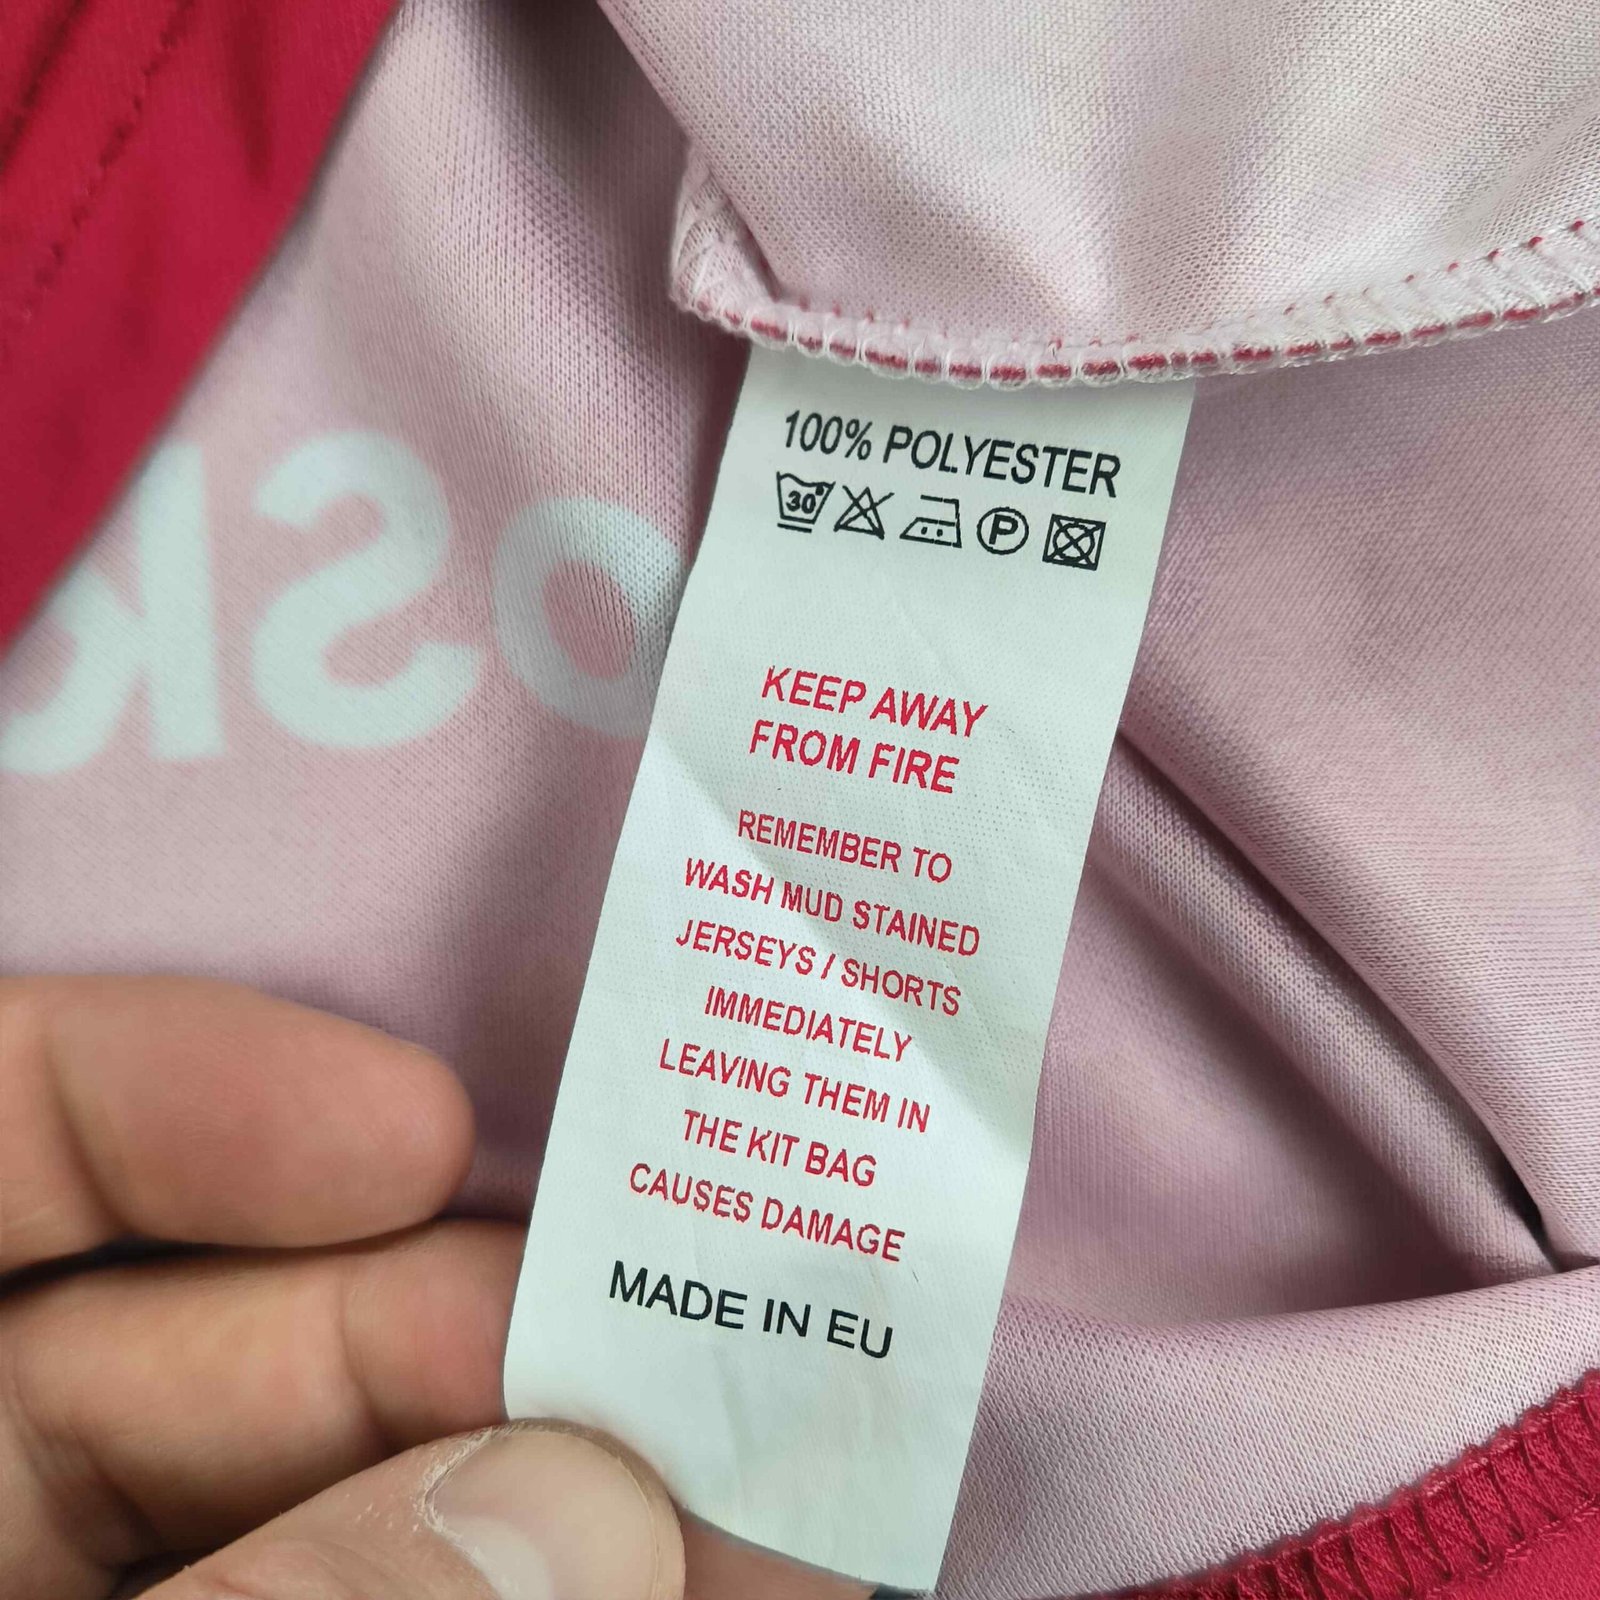 100% POLYESTER
30° P
KEEP AWAY
FROM FIRE
REMEMBER TO
WASH MUD STAINED
JERSEYS / SHORTS
IMMEDIATELY
LEAVING THEM IN
THE KIT BAG
CAUSES DAMAGE
MADE IN EU